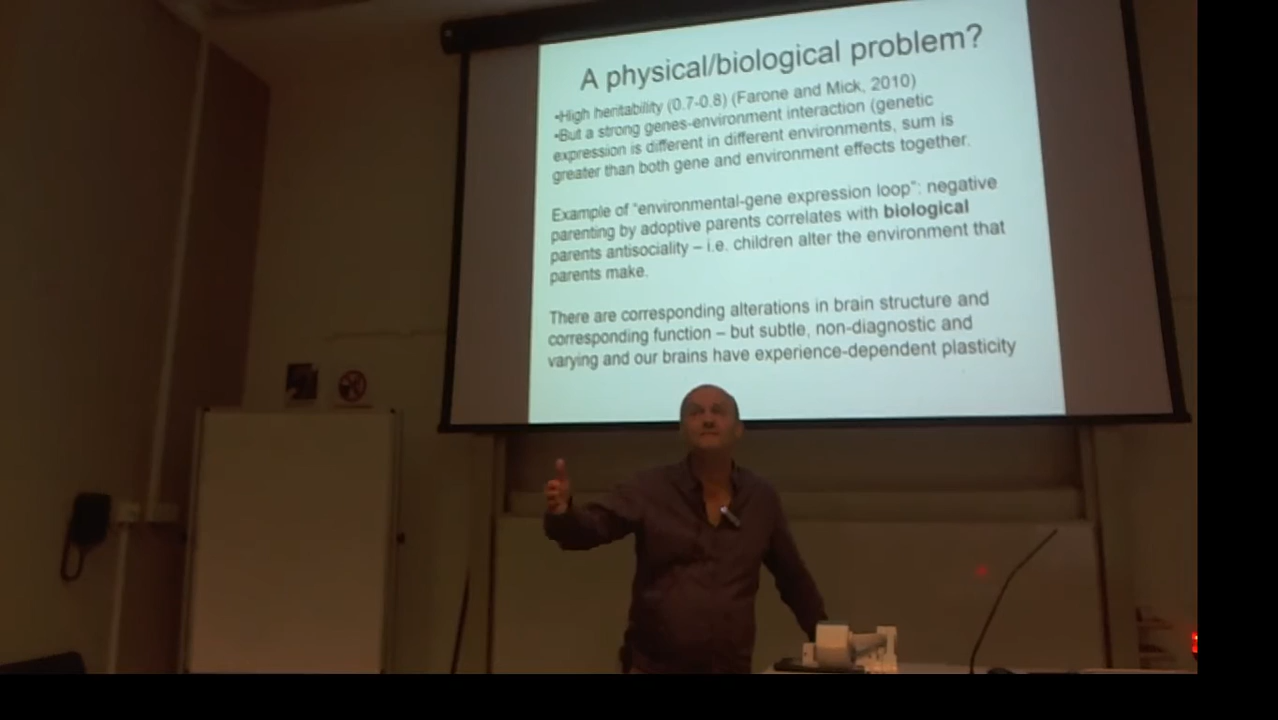 A physical/biological problem?
•High heritability (0.7-0.8) (Farone and Mick, 2010)
•But a strong genes-environment interaction (genetic
expression is different in different environments, sum is
greater than both gene and environment effects together.
Example of “environmental-gene expression loop”: negative
parenting by adoptive parents correlates with biological
parents antisociality – i.e. children alter the environment that
parents make.
There are corresponding alterations in brain structure and
corresponding function – but subtle, non-diagnostic and
varying and our brains have experience-dependent plasticity